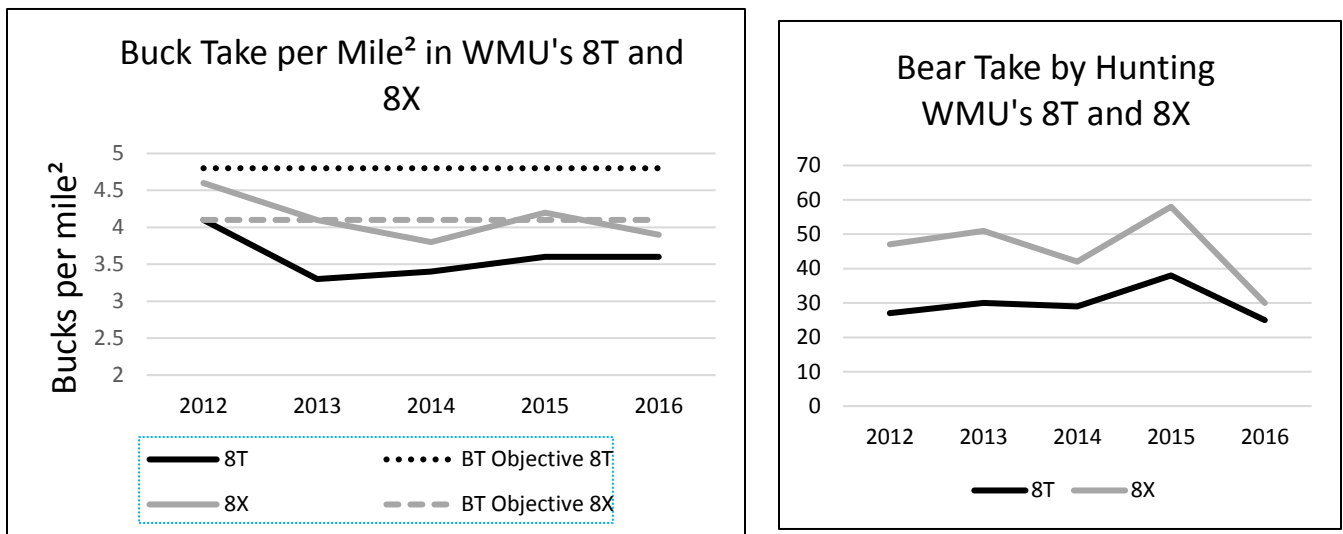 Buck Take per Mile² in WMU's 8T and
8X
Bucks per mile²
5
4.5
4
3.5
3
2.5
2
2012 2013 2014 2015 2016
8T BT Objective 8T
8X BT Objective 8X
Bear Take by Hunting
WMU's 8T and 8X
70
60
50
40
30
20
10
0
2012 2013 2014 2015 2016
8T 8X